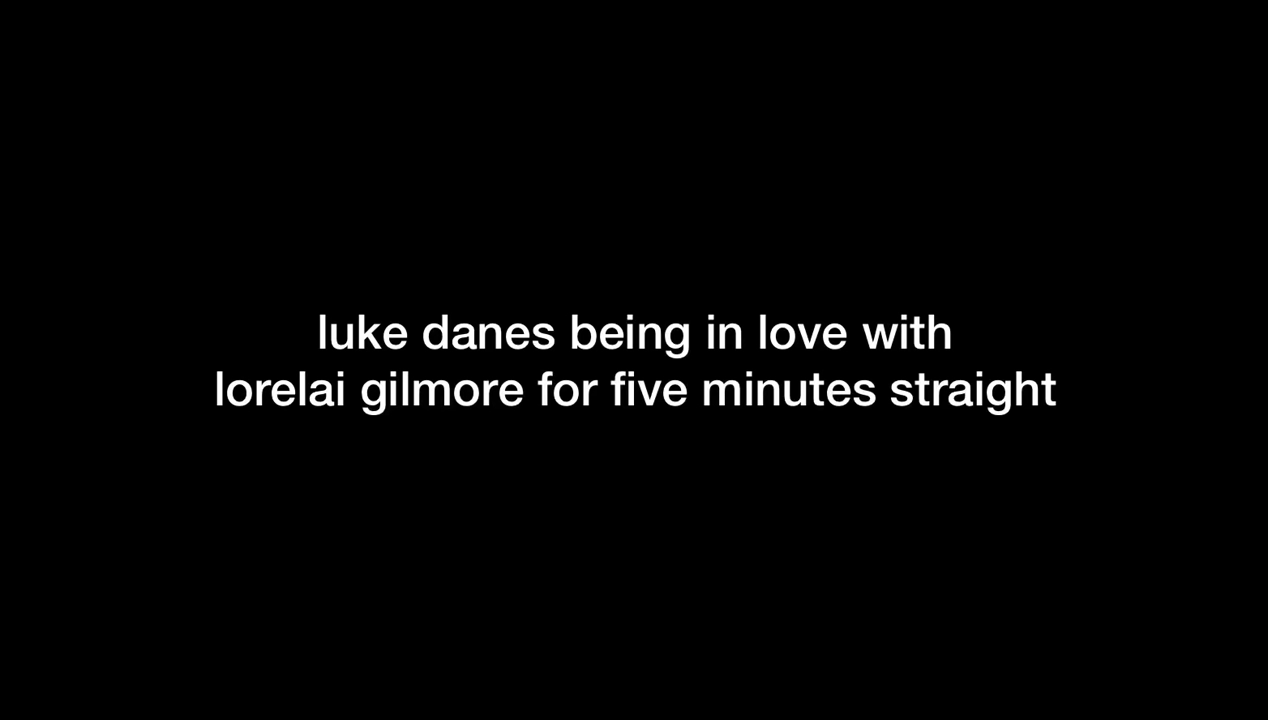 luke danes being in love with
lorelai gilmore for five minutes straight